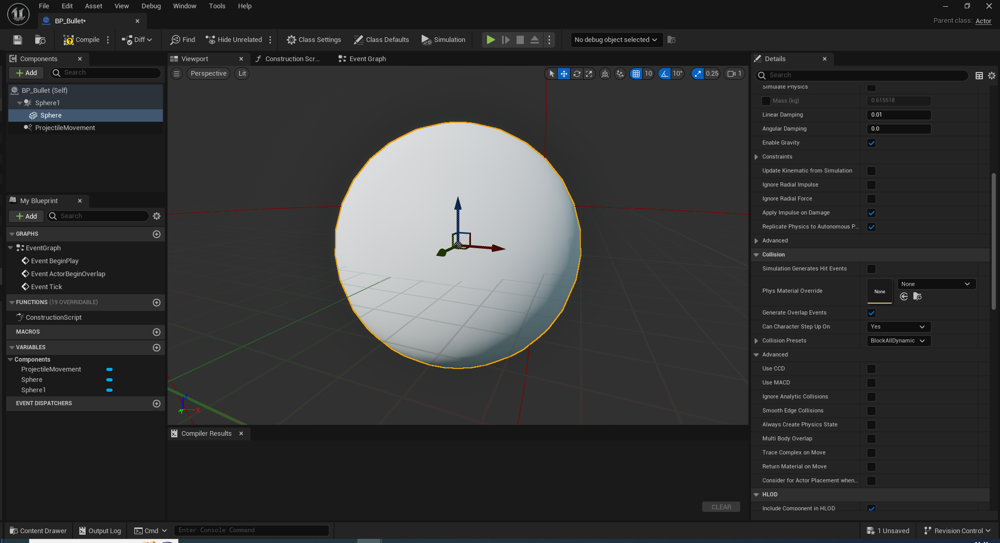 File Edit Asset View Debug Window Tools Help
BP_Bullet*
Parent class: Actor
Compile Diff Find Hide Unrelated Class Settings Class Defaults Simulation No debug object selected
Components
Add Search
BP_Bullet (Self)
Sphere1
Sphere
ProjectileMovement
My Blueprint
Add Search
GRAPHS
EventGraph
Event BeginPlay
Event ActorBeginOverlap
Event Tick
FUNCTIONS (19 OVERRIDABLE)
ConstructionScript
MACROS
VARIABLES
Components
ProjectileMovement
Sphere
Sphere1
EVENT DISPATCHERS
Viewport Construction Scr... Event Graph
Perspective Lit 10 10° 0.25 1
Z
X
Y
Compiler Results
CLEAR
Details
Search
Simulate Physics
Mass (kg) 0.615518
Linear Damping 0.01
Angular Damping 0.0
Enable Gravity
Constraints
Update Kinematic from Simulation
Ignore Radial Impulse
Ignore Radial Force
Apply Impulse on Damage
Replicate Physics to Autonomous P...
Advanced
Collision
Simulation Generates Hit Events
Phys Material Override None None
Generate Overlap Events
Can Character Step Up On Yes
Collision Presets BlockAllDynamic
Advanced
Use CCD
Use MACD
Ignore Analytic Collisions
Smooth Edge Collisions
Always Create Physics State
Multi Body Overlap
Trace Complex on Move
Return Material on Move
Consider for Actor Placement when...
HLOD
Include Component in HLOD
Content Drawer Output Log Cmd Enter Console Command 1 Unsaved Revision Control